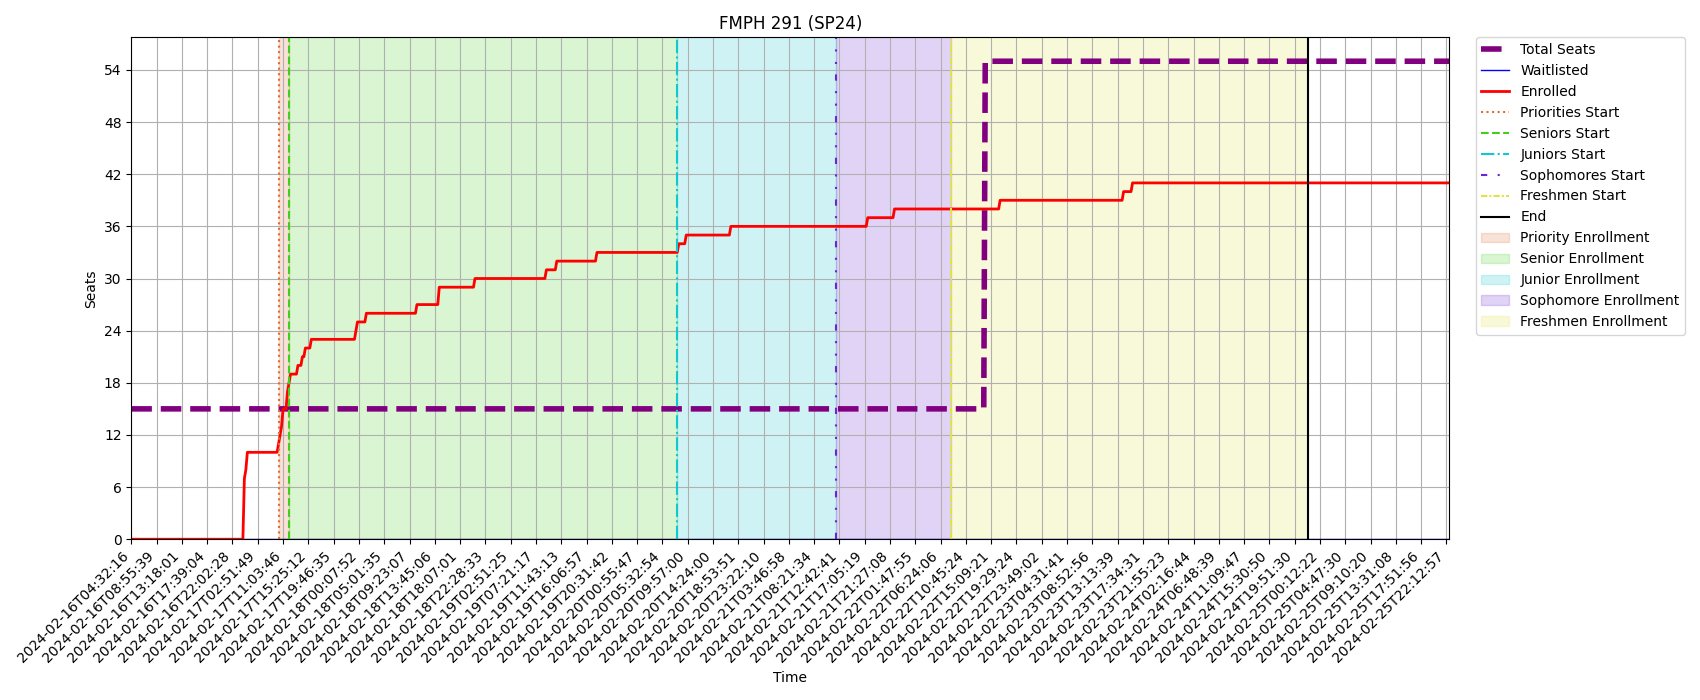 FMPH 291 (SP24)
Seats
54
48
42
36
30
24
18
12
6
0
2024-02-16T04:32:16
2024-02-16T08:55:39
2024-02-16T13:18:01
2024-02-16T17:39:04
2024-02-16T22:02:28
2024-02-17T02:51:49
2024-02-17T11:03:46
2024-02-17T15:25:12
2024-02-17T19:46:35
2024-02-18T00:07:52
2024-02-18T05:01:35
2024-02-18T09:23:07
2024-02-18T13:45:06
2024-02-18T18:07:01
2024-02-18T22:28:33
2024-02-19T02:51:25
2024-02-19T07:21:17
2024-02-19T11:43:13
2024-02-19T16:06:57
2024-02-19T20:31:42
2024-02-20T00:55:47
2024-02-20T05:32:54
2024-02-20T09:57:00
2024-02-20T14:24:00
2024-02-20T18:53:51
2024-02-20T23:22:10
2024-02-21T03:46:58
2024-02-21T08:21:34
2024-02-21T12:42:41
2024-02-21T17:05:19
2024-02-21T21:27:08
2024-02-22T01:47:55
2024-02-22T06:24:06
2024-02-22T10:45:24
2024-02-22T15:09:21
2024-02-22T19:29:24
2024-02-22T23:49:02
2024-02-23T04:31:41
2024-02-23T08:52:56
2024-02-23T13:13:39
2024-02-23T17:34:31
2024-02-23T21:55:23
2024-02-24T02:16:44
2024-02-24T06:48:39
2024-02-24T11:09:47
2024-02-24T15:30:50
2024-02-24T19:51:30
2024-02-25T00:12:22
2024-02-25T04:47:30
2024-02-25T09:10:20
2024-02-25T13:31:08
2024-02-25T17:51:56
2024-02-25T22:12:57
Time
Total Seats
Waitlisted
Enrolled
Priorities Start
Seniors Start
Juniors Start
Sophomores Start
Freshmen Start
End
Priority Enrollment
Senior Enrollment
Junior Enrollment
Sophomore Enrollment
Freshmen Enrollment